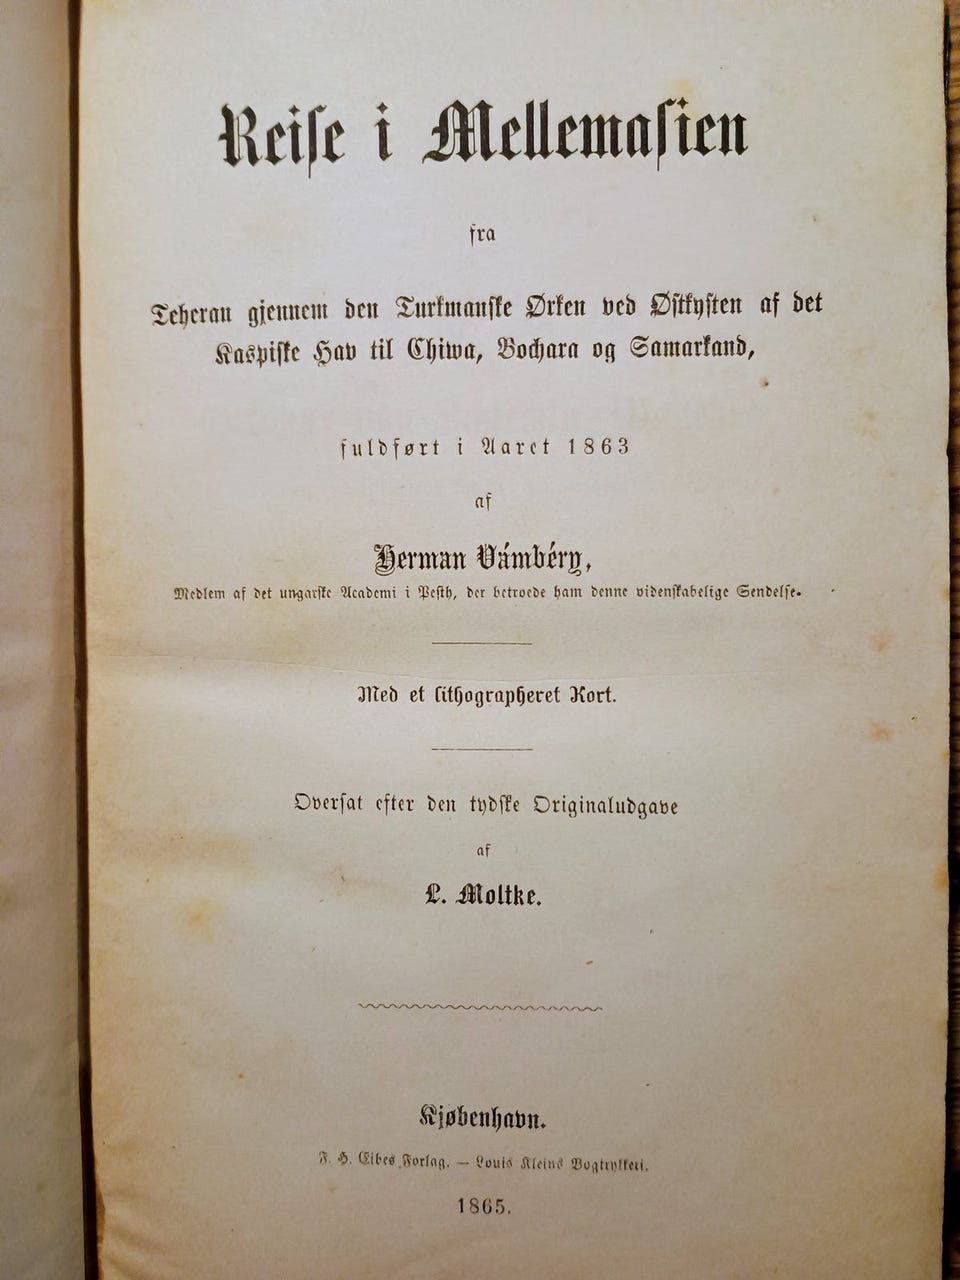 Reise i Mellemasien
fra
Teheran gjennem den Turkmanske Ørken ved Østkysten af det
Kaspiske Hav til Chiwa, Bochara og Samarkand,
fuldført i Aaret 1863
af
Herman Vámbéry,
Medlem af det ungarske Academi i Pesth, der betroede ham denne videnskabelige Sendelse.
Med et lithographeret Kort.
Oversat efter den tydske Originaludgave
af
L. Moltke.
Kjøbenhavn.
F. H. Eibes Forlag. — Louis Kleins Bogtrykkeri.
1865.